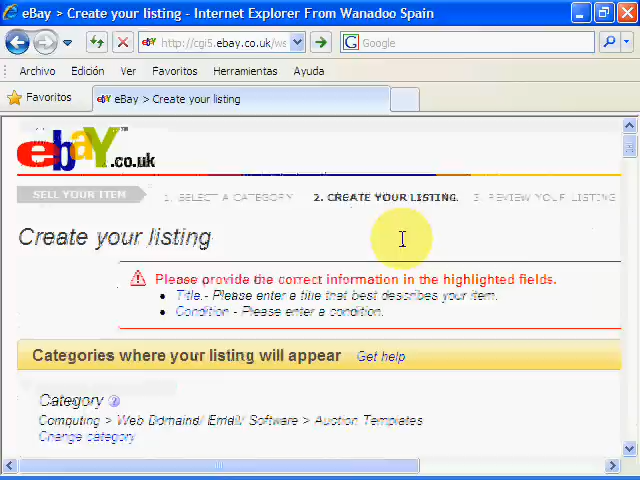 eBay > Create your listing - Internet Explorer From Wanadoo Spain
http://cgi5.ebay.co.uk/ws
Google
Archivo Edición Ver Favoritos Herramientas Ayuda
Favoritos
eBay > Create your listing
ebay.co.uk
SELL YOUR ITEM 1. SELECT A CATEGORY 2. CREATE YOUR LISTING 3. REVIEW YOUR LISTING
Create your listing
Please provide the correct information in the highlighted fields.
• Title - Please enter a title that best describes your item.
• Condition - Please enter a condition.
Categories where your listing will appear Get help
Category
Computing > Web Domains/ Email/ Software > Auction Templates
Change category